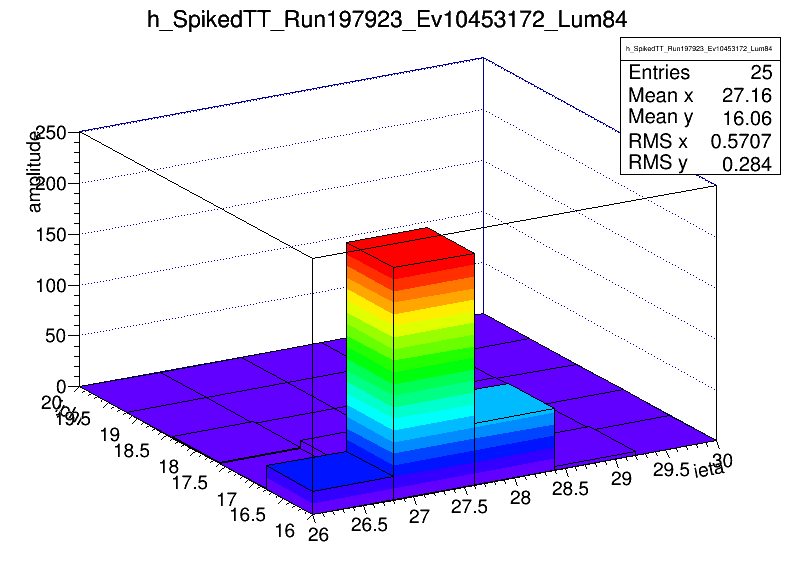 h_SpikedTT_Run197923_Ev10453172_Lum84
h_SpikedTT_Run197923_Ev10453172_Lum84
Entries 25
Mean x 27.16
Mean y 16.06
RMS x 0.5707
RMS y 0.284
amplitude
250
200
150
100
50
0
20
19.5
19
18.5
18
17.5
17
16.5
16
26
26.5
27
27.5
28
28.5
29
29.5
30
ieta